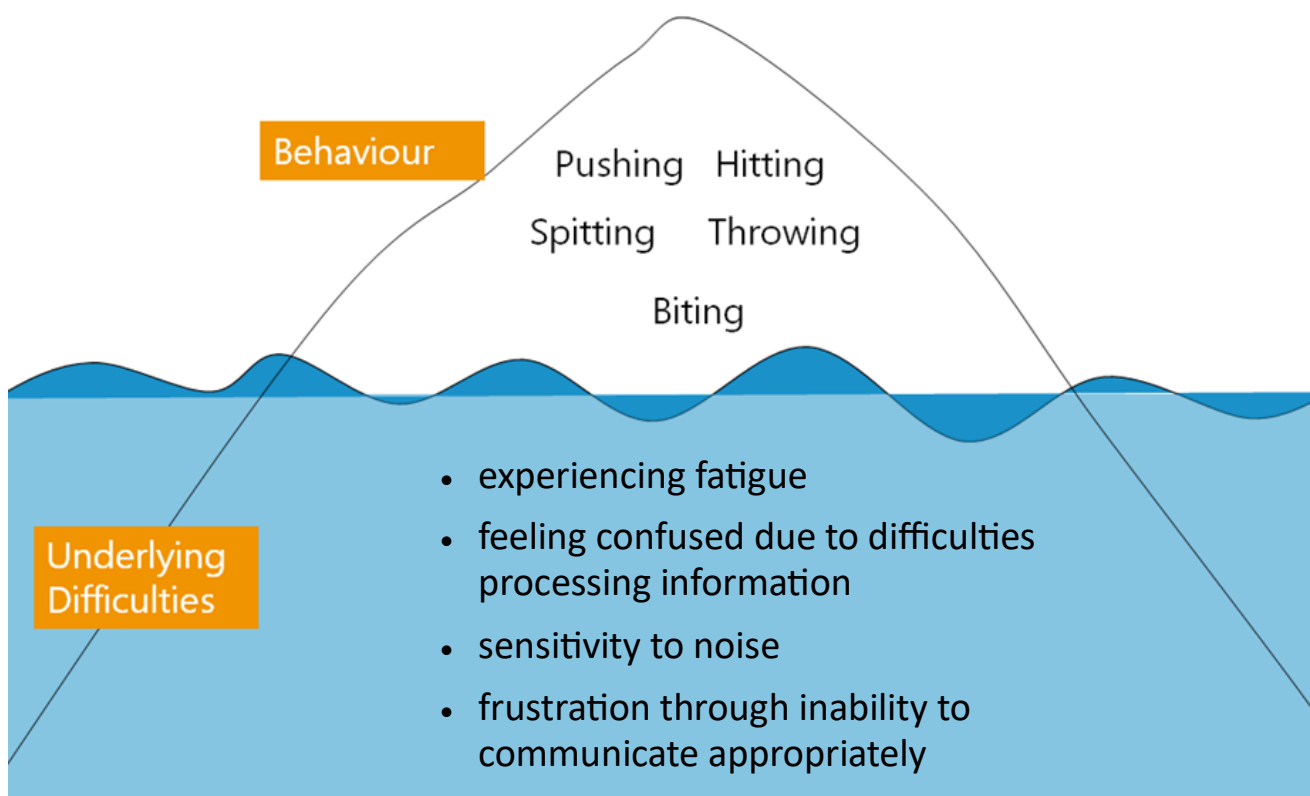 Behaviour
Pushing Hitting
Spitting Throwing
Biting
Underlying
Difficulties
• experiencing fatigue
• feeling confused due to difficulties
processing information
• sensitivity to noise
• frustration through inability to
communicate appropriately